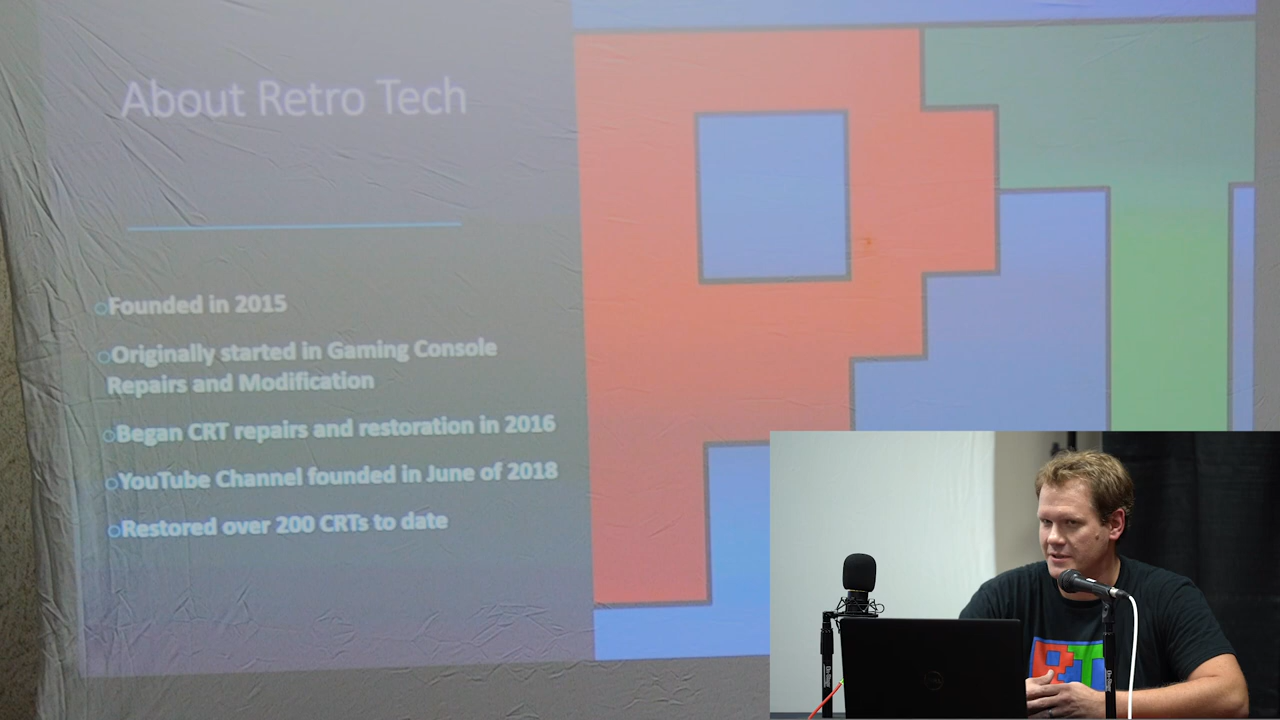 About Retro Tech
Founded in 2015
Originally started in Gaming Console
Repairs and Modification
Began CRT repairs and restoration in 2016
YouTube Channel founded in June of 2018
Restored over 200 CRTs to date
RT